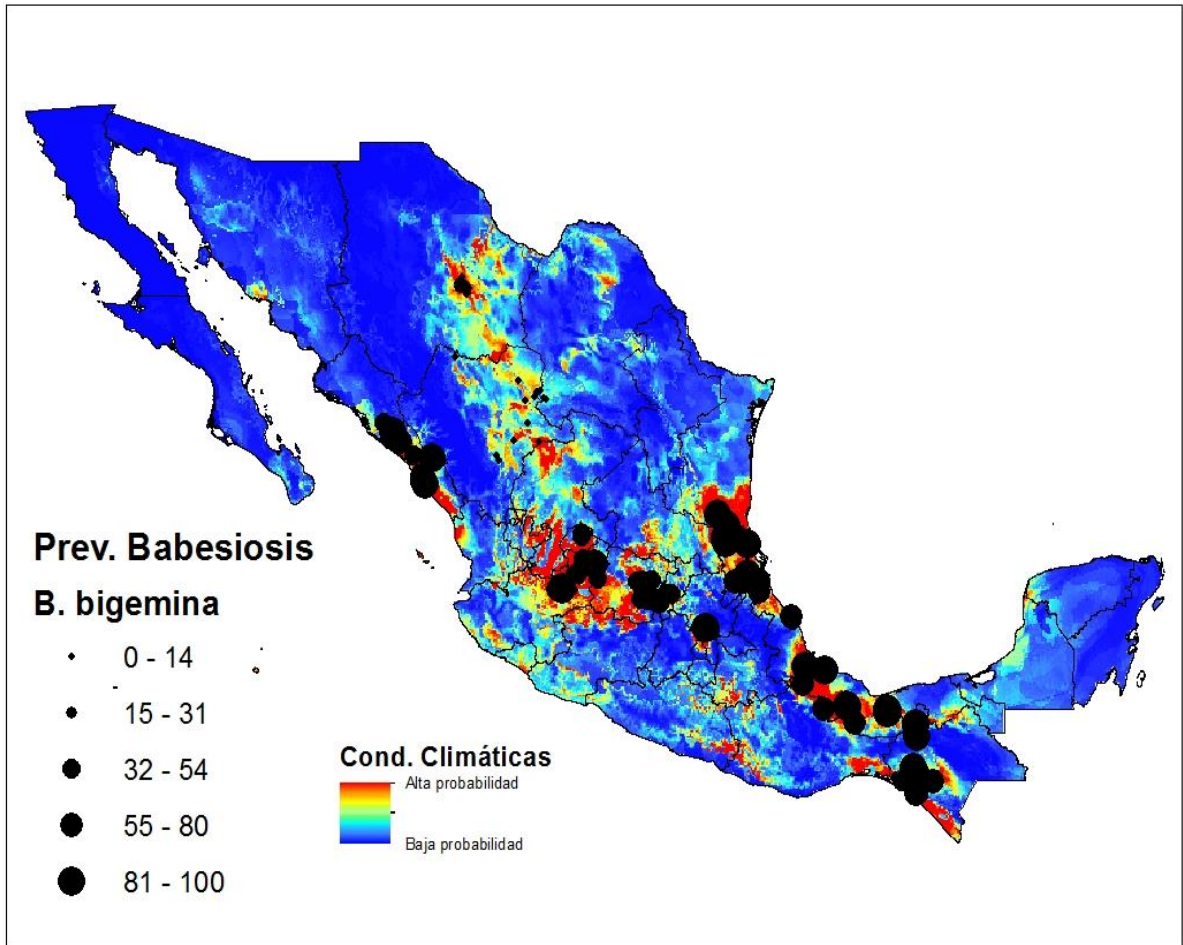 Prev. Babesiosis
B. bigemina
0 - 14
15 - 31
32 - 54
55 - 80
81 - 100
Cond. Climáticas
Alta probabilidad
Baja probabilidad